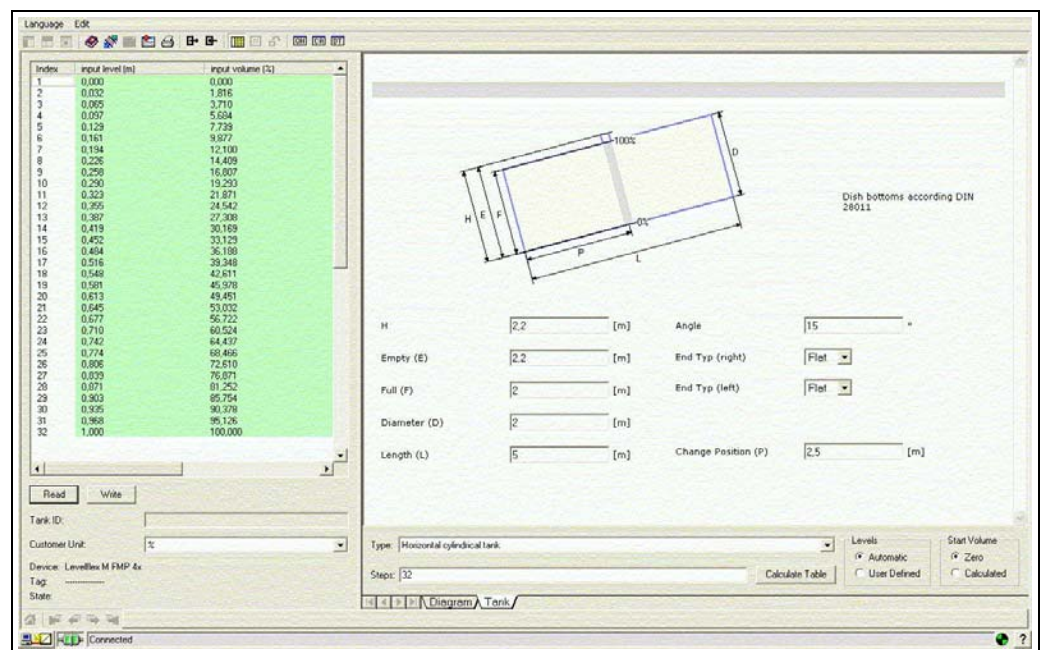 Language Edit
Index input level [m] input volume [%]
1 0,000 0,000
2 0,032 1,816
3 0,065 3,710
4 0,097 5,684
5 0,129 7,739
6 0,161 9,877
7 0,194 12,100
8 0,226 14,409
9 0,258 16,807
10 0,290 19,293
11 0,323 21,871
12 0,355 24,542
13 0,387 27,308
14 0,419 30,169
15 0,452 33,129
16 0,484 36,188
17 0,516 39,348
18 0,548 42,611
19 0,581 45,978
20 0,613 49,451
21 0,645 53,032
22 0,677 56,722
23 0,710 60,524
24 0,742 64,437
25 0,774 68,466
26 0,806 72,610
27 0,839 76,871
28 0,871 81,252
29 0,903 85,754
30 0,935 90,378
31 0,968 95,126
32 1,000 100,000
Read Write
Tank ID:
Customer Unit: %
Device: Levelflex M FMP 4x
Tag: -------------
State:
100%
D
H E F
0%
P
L
Dish bottoms according DIN
28011
H 2,2 [m] Angle 15 °
Empty (E) 2,2 [m] End Typ (right) Flat
Full (F) 2 [m] End Typ (left) Flat
Diameter (D) 2 [m]
Length (L) 5 [m] Change Position (P) 2,5 [m]
Type: Horizontal cylindrical tank
Steps: 32 Calculate Table
Levels
Automatic
User Defined
Start Volume
Zero
Calculated
Diagram Tank
Connected
?